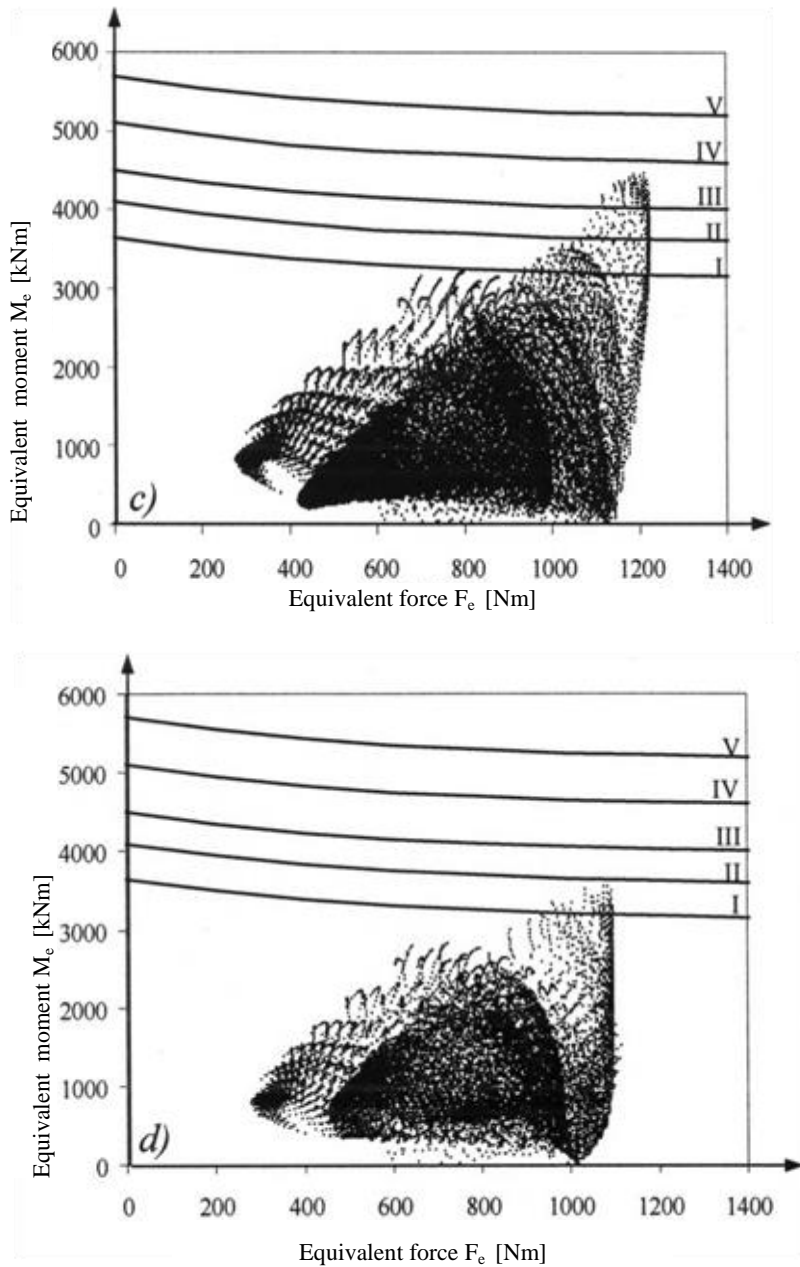 6000
5000
4000
3000
2000
1000
0
Equivalent moment Mₑ [kNm]
V
IV
III
II
I
c)
0 200 400 600 800 1000 1200 1400
Equivalent force Fₑ [Nm]
6000
5000
4000
3000
2000
1000
0
Equivalent moment Mₑ [kNm]
V
IV
III
II
I
d)
0 200 400 600 800 1000 1200 1400
Equivalent force Fₑ [Nm]